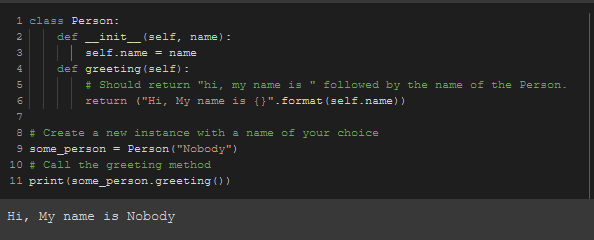 1 class Person:
2     def __init__(self, name):
3         self.name = name
4     def greeting(self):
5         # Should return "hi, my name is " followed by the name of the Person.
6         return ("Hi, My name is {}".format(self.name))
7
8 # Create a new instance with a name of your choice
9 some_person = Person("Nobody")
10 # Call the greeting method
11 print(some_person.greeting())
Hi, My name is Nobody